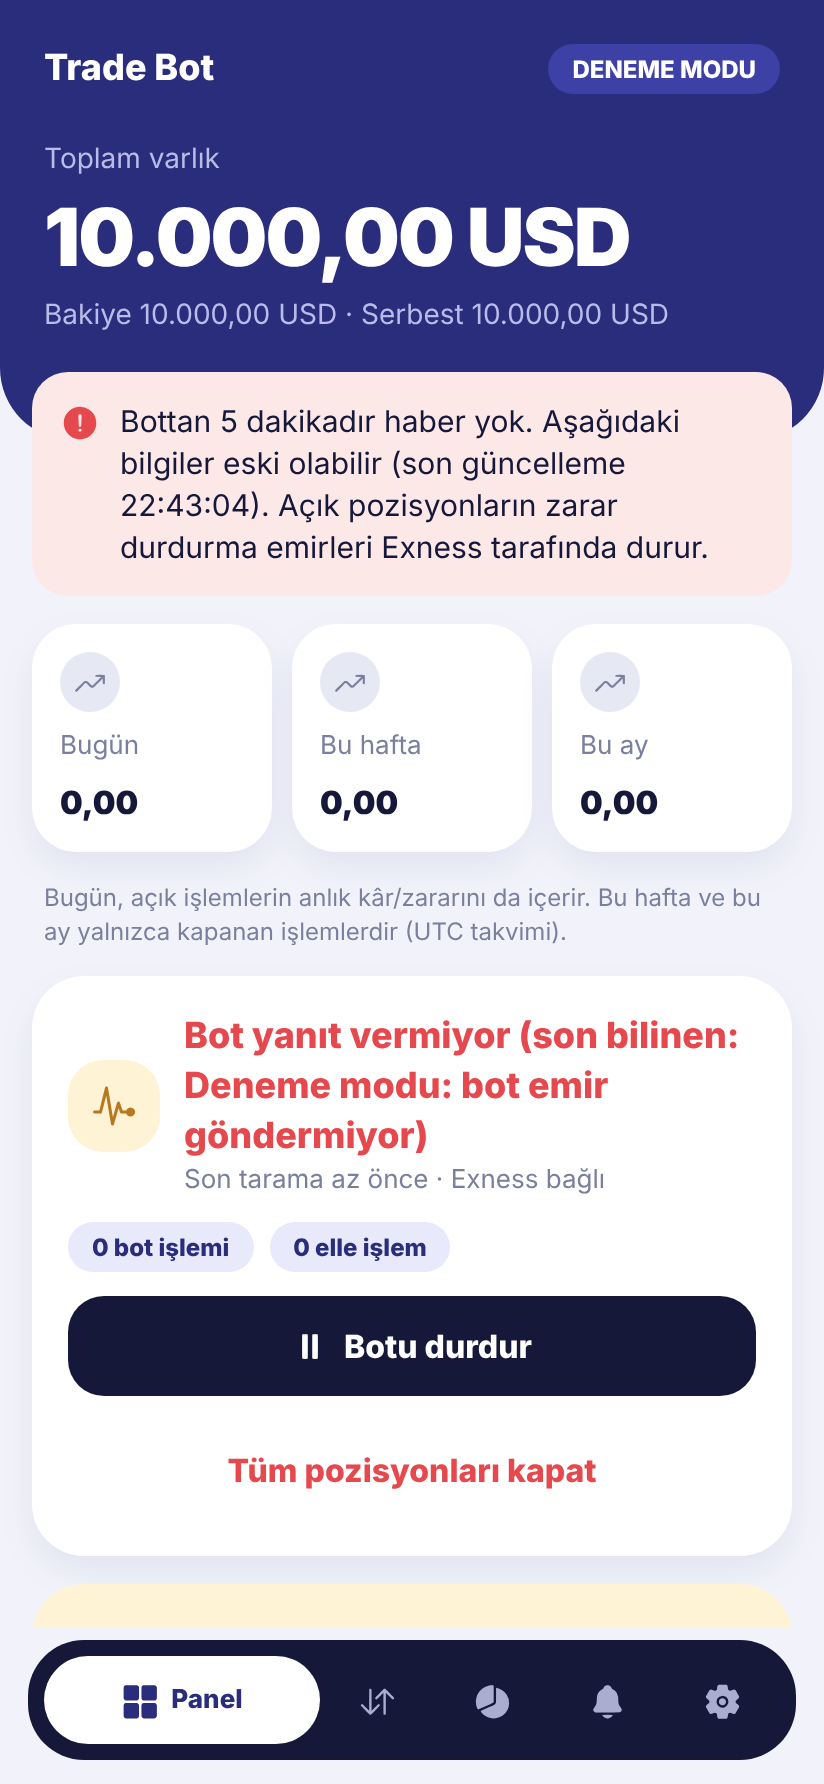 Trade Bot
DENEME MODU
Toplam varlık
10.000,00 USD
Bakiye 10.000,00 USD · Serbest 10.000,00 USD
Bottan 5 dakikadır haber yok. Aşağıdaki
bilgiler eski olabilir (son güncelleme
22:43:04). Açık pozisyonların zarar
durdurma emirleri Exness tarafında durur.
Bugün
0,00
Bu hafta
0,00
Bu ay
0,00
Bugün, açık işlemlerin anlık kâr/zararını da içerir. Bu hafta ve bu
ay yalnızca kapanan işlemlerdir (UTC takvimi).
Bot yanıt vermiyor (son bilinen:
Deneme modu: bot emir
göndermiyor)
Son tarama az önce · Exness bağlı
0 bot işlemi
0 elle işlem
Botu durdur
Tüm pozisyonları kapat
Panel